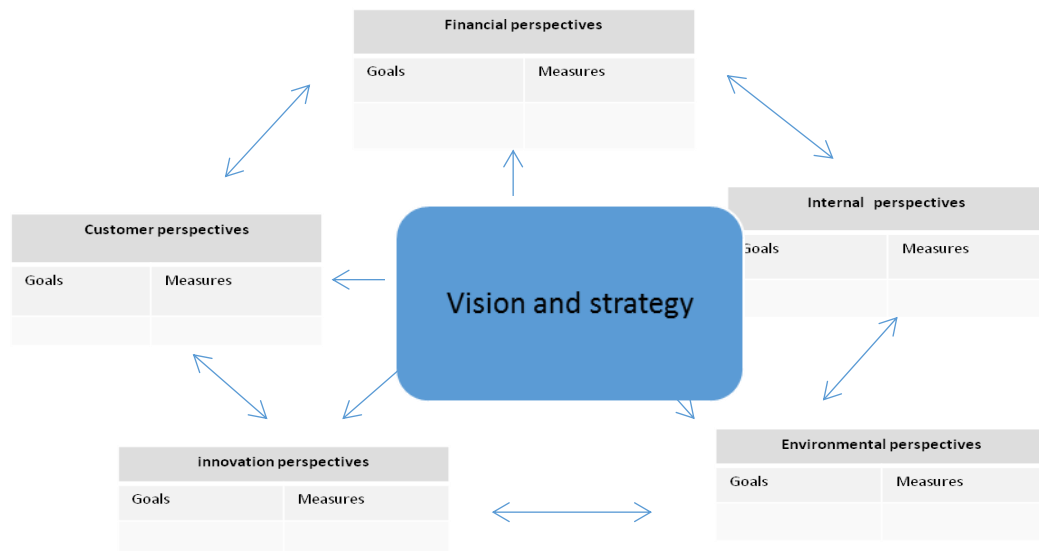 Financial perspectives
Goals Measures
Internal perspectives
Goals Measures
Customer perspectives
Goals Measures
Vision and strategy
Environmental perspectives
Goals Measures
innovation perspectives
Goals Measures